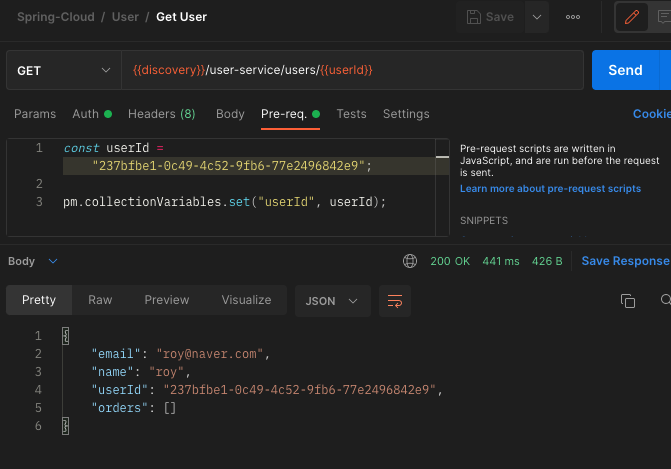 Spring-Cloud / User / Get User
Save
GET {{discovery}}/user-service/users/{{userId}} Send
Params Auth Headers (8) Body Pre-req. Tests Settings Cookie
1 const userId =
"237bfbe1-0c49-4c52-9fb6-77e2496842e9";
2
3 pm.collectionVariables.set("userId", userId);
Pre-request scripts are written in
JavaScript, and are run before the request
is sent.
Learn more about pre-request scripts
SNIPPETS
Body 200 OK 441 ms 426 B Save Response
Pretty Raw Preview Visualize JSON
1 {
2 "email": "roy@naver.com",
3 "name": "roy",
4 "userId": "237bfbe1-0c49-4c52-9fb6-77e2496842e9",
5 "orders": []
6 }